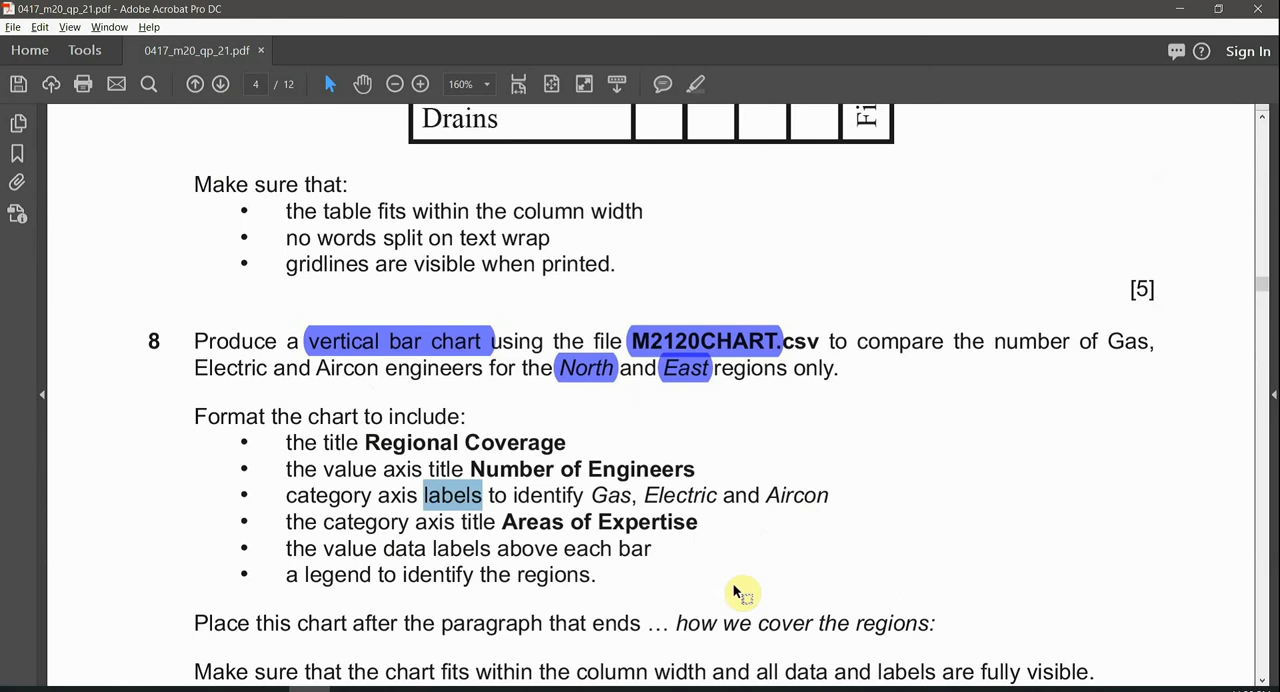 0417_m20_qp_21.pdf - Adobe Acrobat Pro DC
File Edit View Window Help
Home Tools 0417_m20_qp_21.pdf × Sign In
4 / 12 160%
Drains
Make sure that:
• the table fits within the column width
• no words split on text wrap
• gridlines are visible when printed.
[5]
8 Produce a vertical bar chart using the file M2120CHART.csv to compare the number of Gas,
Electric and Aircon engineers for the North and East regions only.
Format the chart to include:
• the title Regional Coverage
• the value axis title Number of Engineers
• category axis labels to identify Gas, Electric and Aircon
• the category axis title Areas of Expertise
• the value data labels above each bar
• a legend to identify the regions.
Place this chart after the paragraph that ends … how we cover the regions:
Make sure that the chart fits within the column width and all data and labels are fully visible.